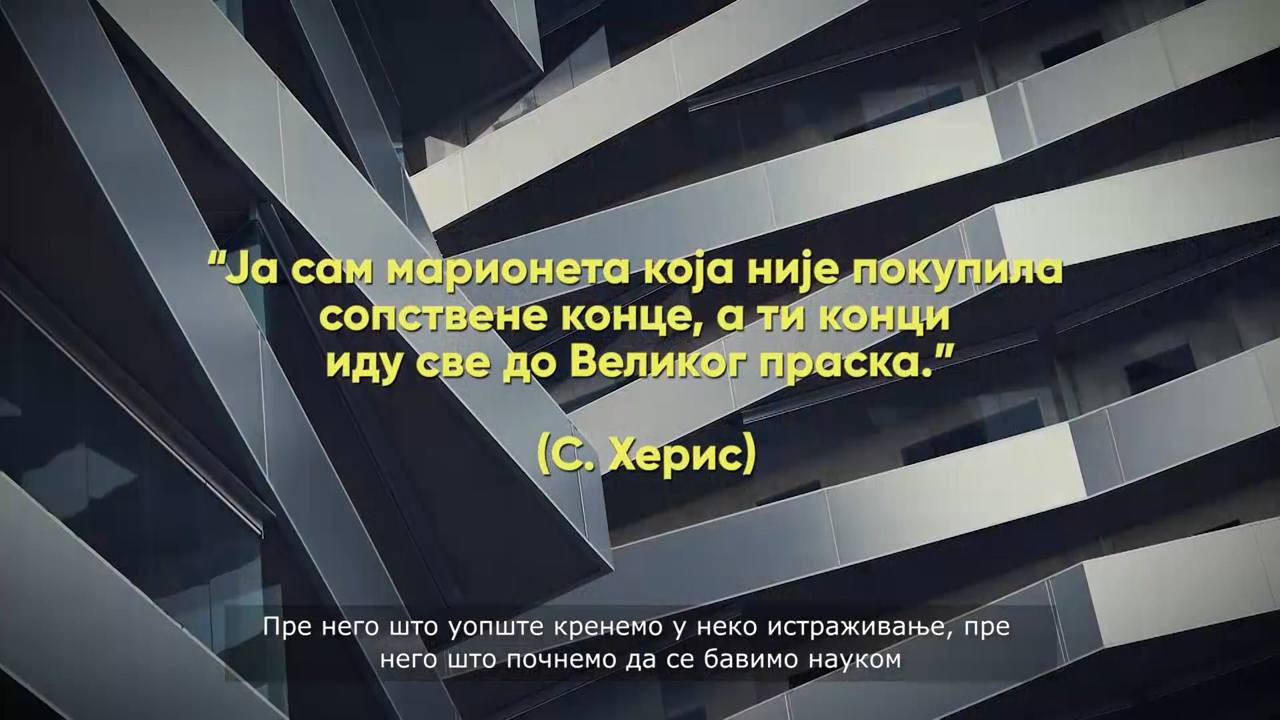 “Ја сам марионета која није покупила
сопствене конце, а ти конци
иду све до Великог праска.”
(С. Херис)
Пре него што уопште кренемо у неко истраживање, пре
него што почнемо да се бавимо науком